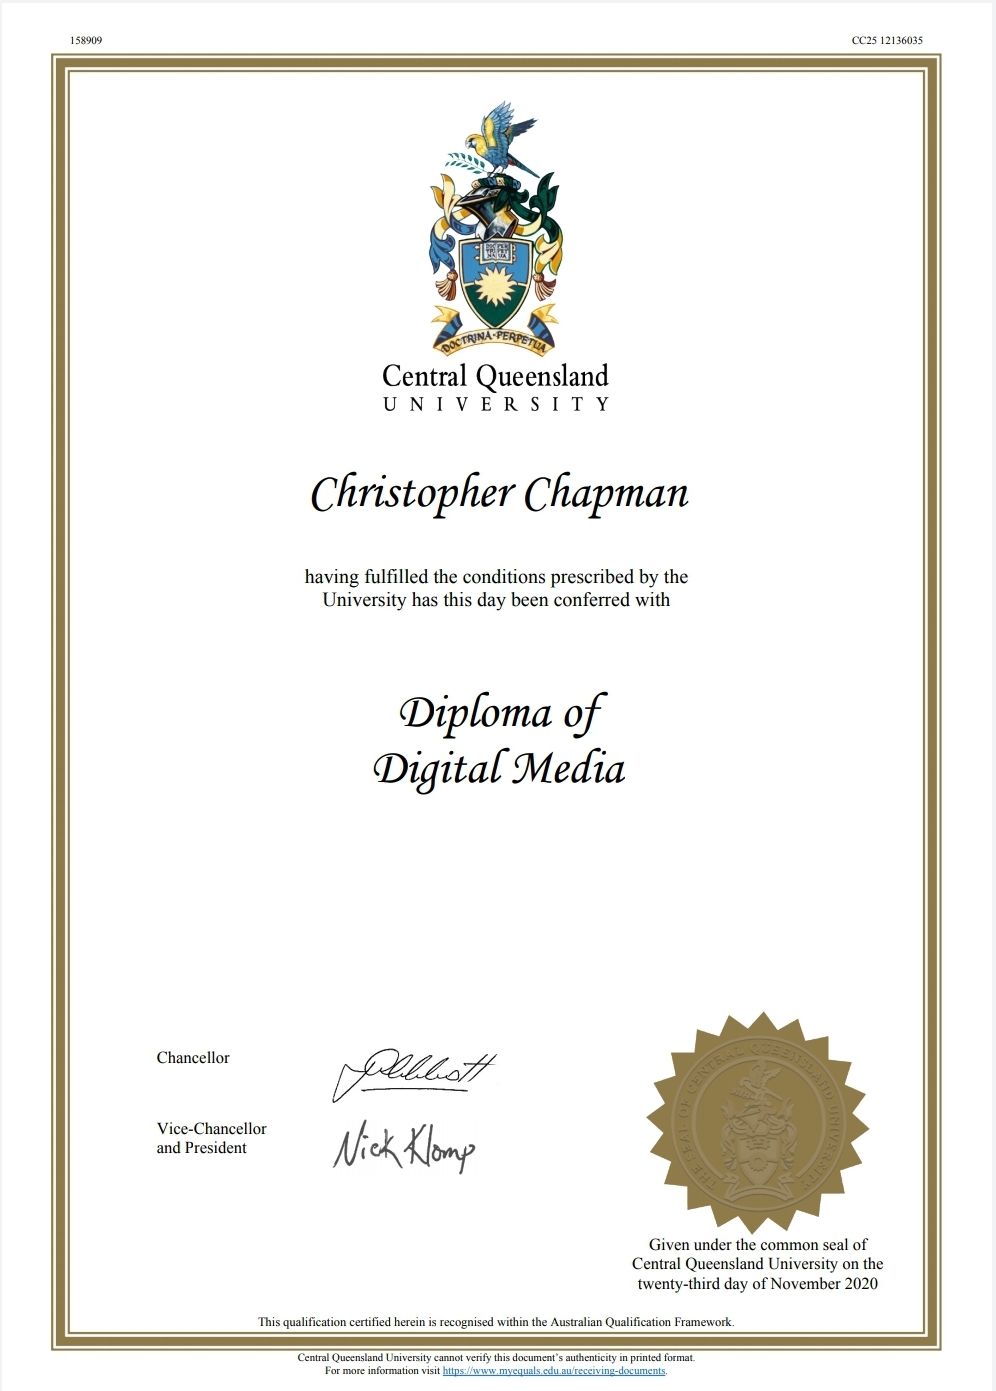 158909
CC25 12136035
DOCTRINA·PERPETUA
Central Queensland
UNIVERSITY
Christopher Chapman
having fulfilled the conditions prescribed by the
University has this day been conferred with
Diploma of
Digital Media
Chancellor
Vice-Chancellor
and President
Nick Klomp
THE SEAL OF CENTRAL QUEENSLAND UNIVERSITY
Given under the common seal of
Central Queensland University on the
twenty-third day of November 2020
This qualification certified herein is recognised within the Australian Qualification Framework.
Central Queensland University cannot verify this document's authenticity in printed format.
For more information visit https://www.myequals.edu.au/receiving-documents.